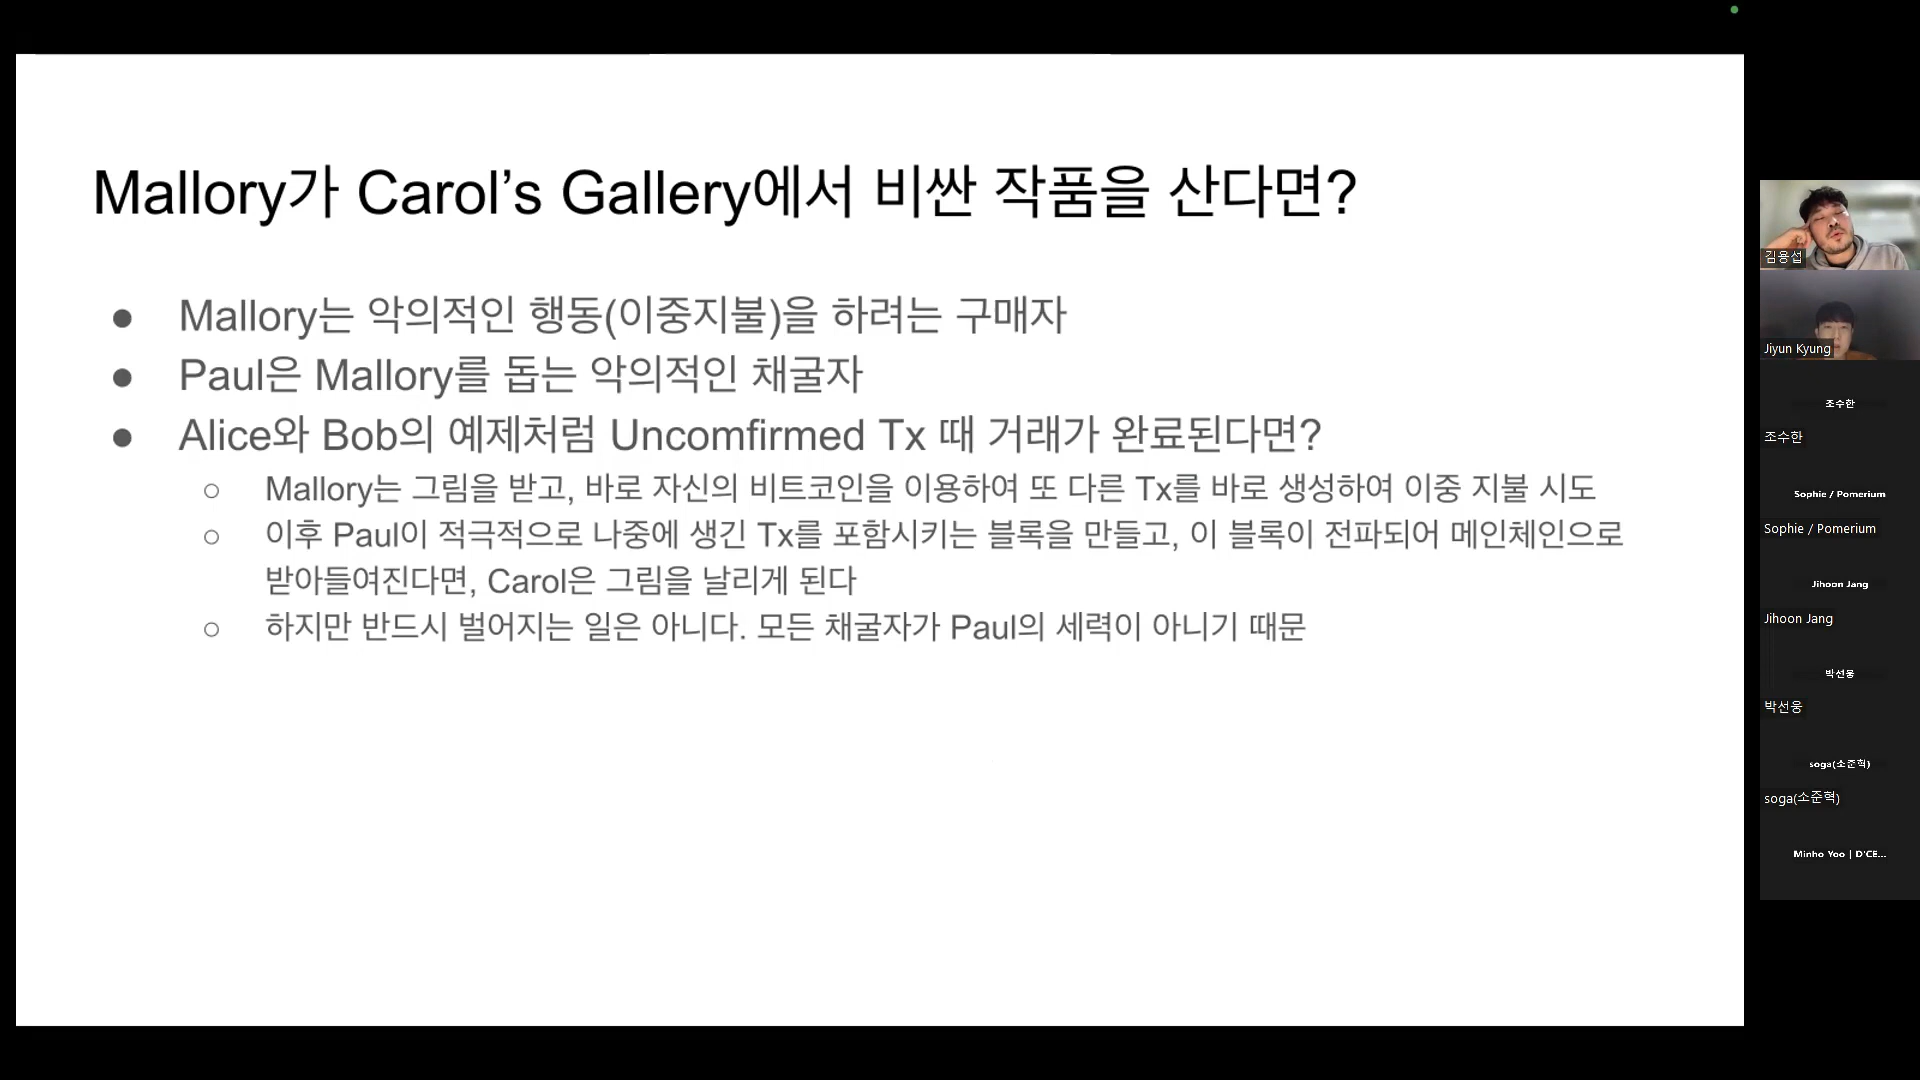 Mallory가 Carol’s Gallery에서 비싼 작품을 산다면?
● Mallory는 악의적인 행동(이중지불)을 하려는 구매자
● Paul은 Mallory를 돕는 악의적인 채굴자
● Alice와 Bob의 예제처럼 Uncomfirmed Tx 때 거래가 완료된다면?
○ Mallory는 그림을 받고, 바로 자신의 비트코인을 이용하여 또 다른 Tx를 바로 생성하여 이중 지불 시도
○ 이후 Paul이 적극적으로 나중에 생긴 Tx를 포함시키는 블록을 만들고, 이 블록이 전파되어 메인체인으로
받아들여진다면, Carol은 그림을 날리게 된다
○ 하지만 반드시 벌어지는 일은 아니다. 모든 채굴자가 Paul의 세력이 아니기 때문
김용섭
Jiyun Kyung
조수한
조수한
Sophie / Pomerium
Sophie / Pomerium
Jihoon Jang
Jihoon Jang
박선웅
박선웅
soga(소준혁)
soga(소준혁)
Minho Yoo | D'CE...